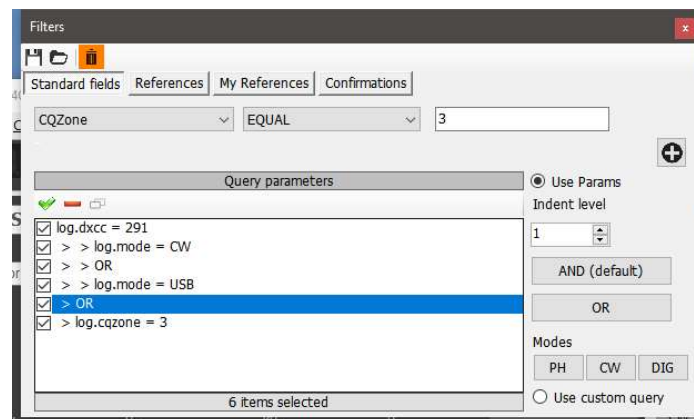 Filters
Standard fields References My References Confirmations
CQZone EQUAL 3
Query parameters
Use Params
Indent level
log.dxcc = 291
1
> > log.mode = CW
> > OR
AND (default)
> > log.mode = USB
> OR
OR
> log.cqzone = 3
Modes
PH CW DIG
6 items selected
Use custom query